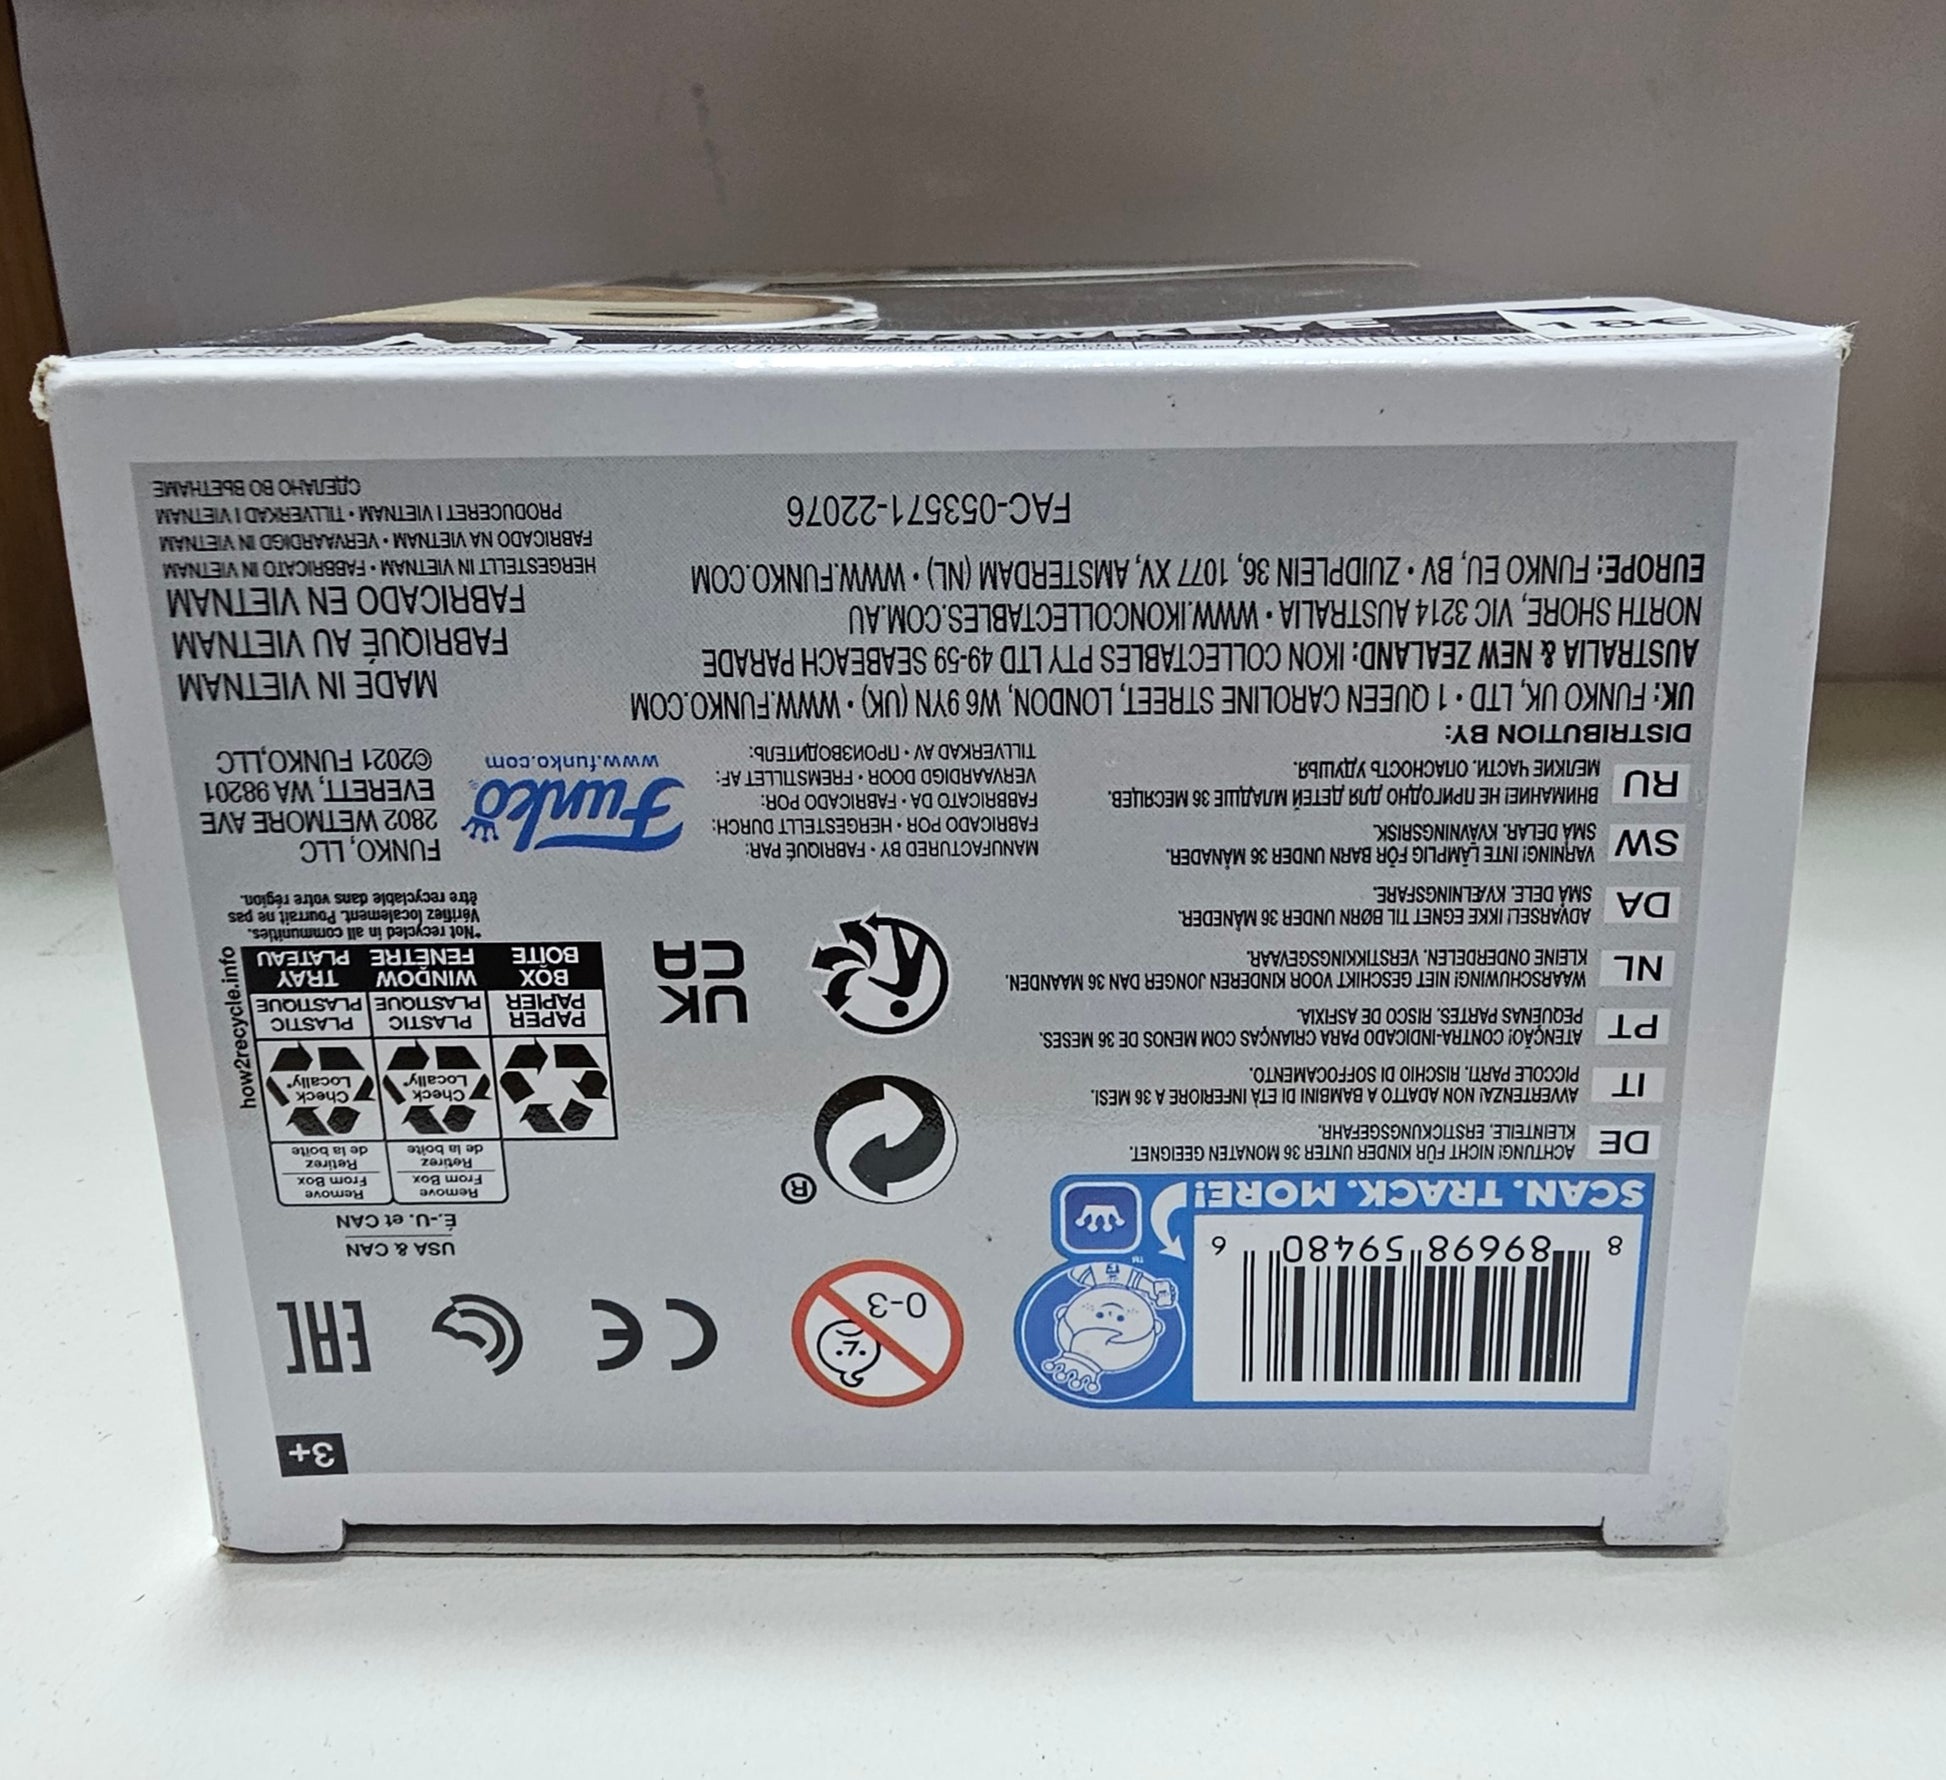 3+
8 89698 59480 6
SCAN. TRACK. MORE!
™
0-3
CE
EAC
USA & CAN
É.-U. et CAN
Remove
From Box
Retirez
de la boîte
Remove
From Box
Retirez
de la boîte
Check
Locally*
Check
Locally*
PAPER
PAPIER
PLASTIC
PLASTIQUE
PLASTIC
PLASTIQUE
BOX
BOÎTE
WINDOW
FENÊTRE
TRAY
PLATEAU
how2recycle.info
*Not recycled in all communities.
Vérifiez localement. Pourrait ne pas
être recyclable dans votre région.
®
UK
CA
DE ACHTUNG! NICHT FÜR KINDER UNTER 36 MONATEN GEEIGNET.
KLEINTEILE. ERSTICKUNGSGEFAHR.
IT AVVERTENZA! NON ADATTO A BAMBINI DI ETÀ INFERIORE A 36 MESI.
PICCOLE PARTI. RISCHIO DI SOFFOCAMENTO.
PT ATENÇÃO! CONTRA-INDICADO PARA CRIANÇAS COM MENOS DE 36 MESES.
PEQUENAS PARTES. RISCO DE ASFIXIA.
NL WAARSCHUWING! NIET GESCHIKT VOOR KINDEREN JONGER DAN 36 MAANDEN.
KLEINE ONDERDELEN. VERSTIKKINGSGEVAAR.
DA ADVARSEL! IKKE EGNET TIL BØRN UNDER 36 MÅNEDER.
SMÅ DELE. KVÆLNINGSFARE.
SW VARNING! INTE LÄMPLIG FÖR BARN UNDER 36 MÅNADER.
SMÅ DELAR. KVÄVNINGSRISK.
RU ВНИМАНИЕ! НЕ ПРИГОДНО ДЛЯ ДЕТЕЙ МЛАДШЕ 36 МЕСЯЦЕВ.
МЕЛКИЕ ЧАСТИ. ОПАСНОСТЬ УДУШЬЯ.
MANUFACTURED BY • FABRIQUÉ PAR:
FABRICADO POR • HERGESTELLT DURCH:
FABBRICATO DA • FABRICADO POR:
VERVAARDIGD DOOR • FREMSTILLET AF:
TILLVERKAD AV • ПРОИЗВОДИТЕЛЬ:
Funko
www.funko.com
FUNKO, LLC
2802 WETMORE AVE
EVERETT, WA 98201
©2021 FUNKO,LLC
DISTRIBUTION BY:
UK: FUNKO UK, LTD • 1 QUEEN CAROLINE STREET, LONDON, W6 9YN (UK) • WWW.FUNKO.COM
AUSTRALIA & NEW ZEALAND: IKON COLLECTABLES PTY LTD 49-59 SEABEACH PARADE
NORTH SHORE, VIC 3214 AUSTRALIA • WWW.IKONCOLLECTABLES.COM.AU
EUROPE: FUNKO EU, BV • ZUIDPLEIN 36, 1077 XV, AMSTERDAM (NL) • WWW.FUNKO.COM
FAC-053571-22076
MADE IN VIETNAM
FABRIQUÉ AU VIETNAM
FABRICADO EN VIETNAM
HERGESTELLT IN VIETNAM • FABBRICATO IN VIETNAM
FABRICADO NA VIETNAM • VERVAARDIGD IN VIETNAM
PRODUCERET I VIETNAM • TILLVERKAD I VIETNAM
СДЕЛАНО ВО ВЬЕТНАМЕ
HAWKEYE
18€